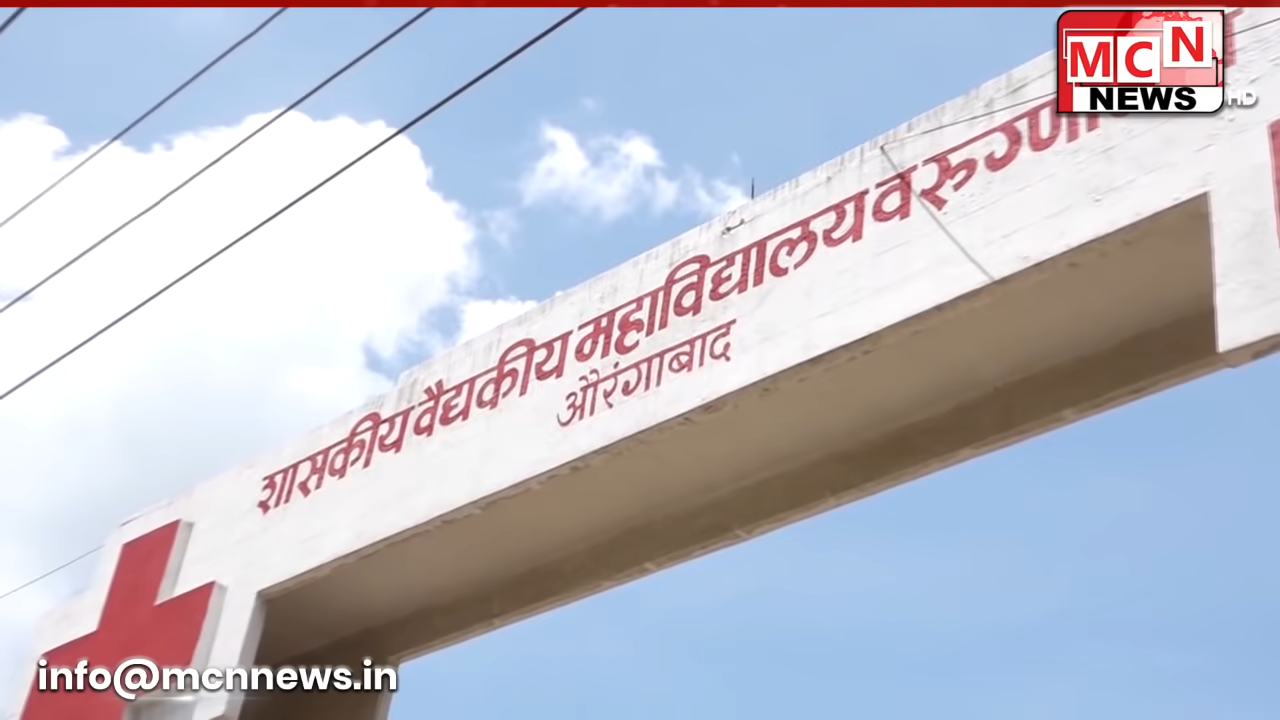 MCN
NEWS
HD
शासकीय वैद्यकीय महाविद्यालय व
औरंगाबाद
info@mcnnews.in